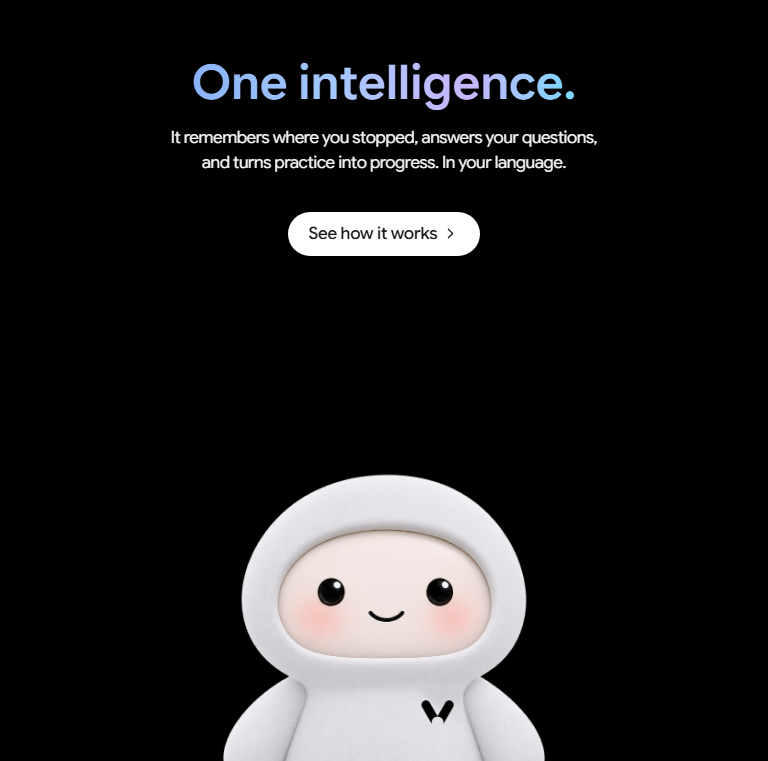 One intelligence.
It remembers where you stopped, answers your questions,
and turns practice into progress. In your language.
See how it works